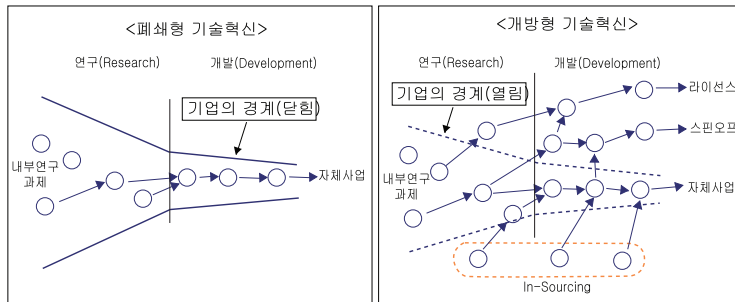 <폐쇄형 기술혁신>
연구(Research)
개발(Development)
기업의 경계(닫힘)
내부연구
과제
자체사업
<개방형 기술혁신>
연구(Research)
개발(Development)
기업의 경계(열림)
라이선스
스핀오프
내부연구
과제
자체사업
In-Sourcing